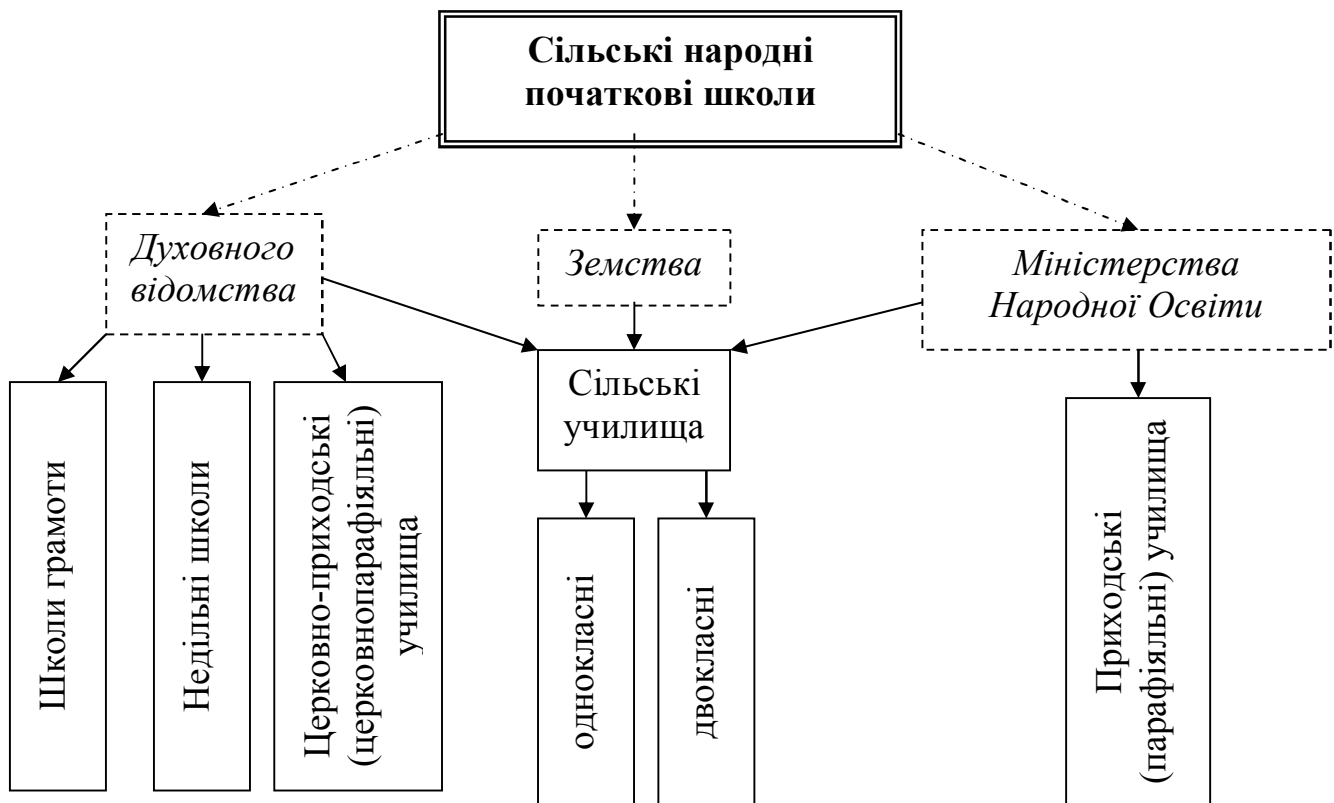 Сільські народні
початкові школи
Духовного
відомства
Земства
Міністерства
Народної Освіти
Сільські
училища
Школи грамоти
Недільні школи
Церковно-приходські
(церковнопарафіяльні)
училища
однокласні
двокласні
Приходські
(парафіяльні) училища